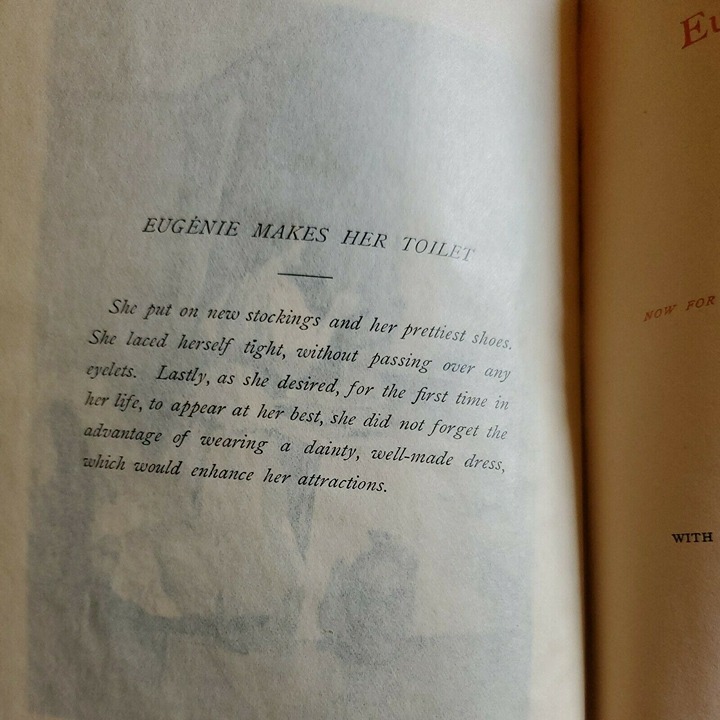 EUGÉNIE MAKES HER TOILET
She put on new stockings and her prettiest shoes.
She laced herself tight, without passing over any
eyelets. Lastly, as she desired, for the first time in
her life, to appear at her best, she did not forget the
advantage of wearing a dainty, well-made dress,
which would enhance her attractions.
Eu
NOW FOR
WITH